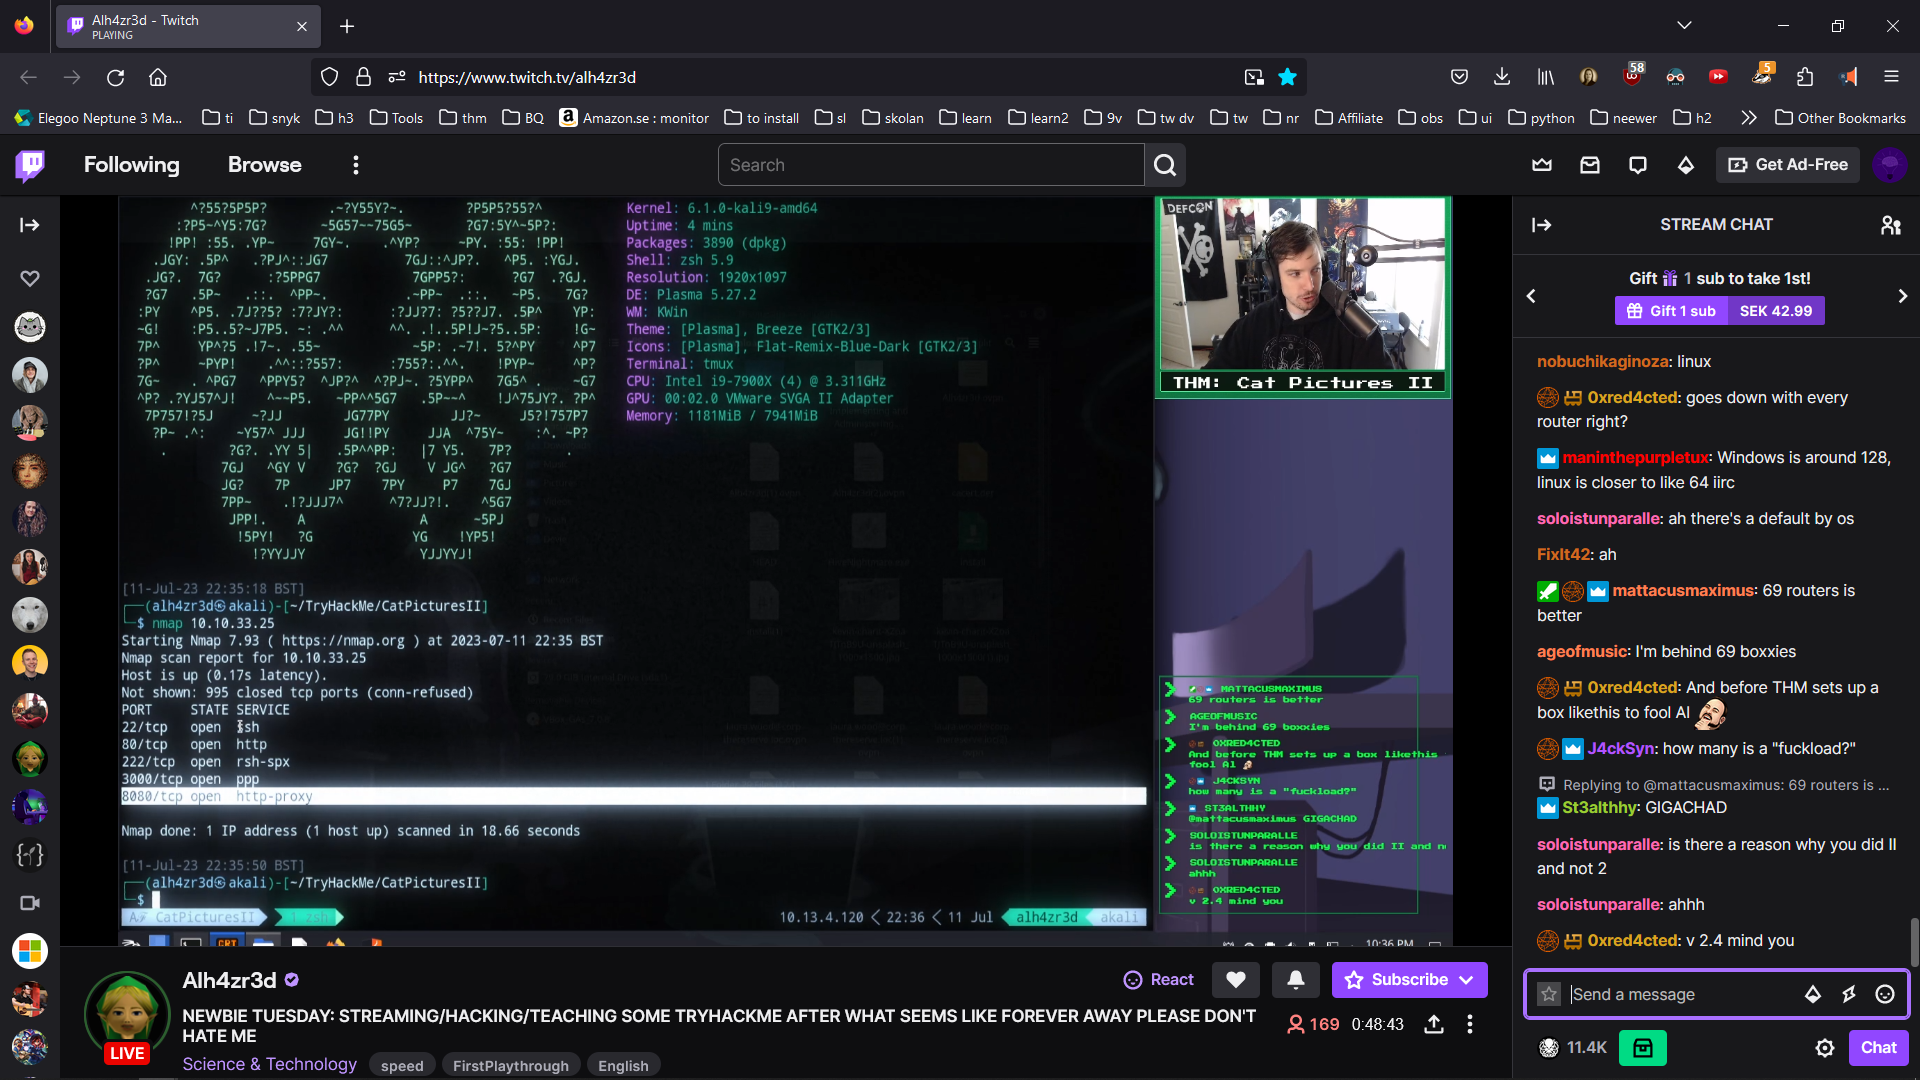 Alh4zr3d - Twitch
PLAYING
https://www.twitch.tv/alh4zr3d
58
5
Elegoo Neptune 3 Ma...
ti
snyk
h3
Tools
thm
BQ
Amazon.se : monitor
to install
sl
skolan
learn
learn2
9v
tw dv
tw
nr
Affiliate
obs
ui
python
neewer
h2
Other Bookmarks
Following
Browse
Search
Get Ad-Free
Kernel: 6.1.0-kali9-amd64
Uptime: 4 mins
Packages: 3890 (dpkg)
Shell: zsh 5.9
Resolution: 1920x1097
DE: Plasma 5.27.2
WM: KWin
Theme: [Plasma], Breeze [GTK2/3]
Icons: [Plasma], Flat-Remix-Blue-Dark [GTK2/3]
Terminal: tmux
CPU: Intel i9-7900X (4) @ 3.311GHz
GPU: 00:02.0 VMware SVGA II Adapter
Memory: 1181MiB / 7941MiB
[11-Jul-23 22:35:18 BST]
(alh4zr3d㉿akali)-[~/TryHackMe/CatPicturesII]
$ nmap 10.10.33.25
Starting Nmap 7.93 ( https://nmap.org ) at 2023-07-11 22:35 BST
Nmap scan report for 10.10.33.25
Host is up (0.17s latency).
Not shown: 995 closed tcp ports (conn-refused)
PORT STATE SERVICE
22/tcp open ssh
80/tcp open http
222/tcp open rsh-spx
3000/tcp open ppp
8080/tcp open http-proxy
Nmap done: 1 IP address (1 host up) scanned in 18.66 seconds
[11-Jul-23 22:35:50 BST]
(alh4zr3d㉿akali)-[~/TryHackMe/CatPicturesII]
$
CatPicturesII
1 zsh
10.13.4.120 < 22:36 < 11 Jul
alh4zr3d
akali
10:36 PM
DEFCON
THM: Cat Pictures II
MATTACUSMAXIMUS
69 routers is better
AGEOFMUSIC
I'm behind 69 boxxies
0XRED4CTED
And before THM sets up a box likethis
fool Al
J4CKSYN
how many is a "fuckload?"
ST3ALTHHY
@mattacusmaximus GIGACHAD
SOLOISTUNPARALLE
is there a reason why you did II and n
SOLOISTUNPARALLE
ahhh
0XRED4CTED
v 2.4 mind you
Alh4zr3d
NEWBIE TUESDAY: STREAMING/HACKING/TEACHING SOME TRYHACKME AFTER WHAT SEEMS LIKE FOREVER AWAY PLEASE DON'T
HATE ME
LIVE
Science & Technology
speed
FirstPlaythrough
English
React
Subscribe
169
0:48:43
STREAM CHAT
Gift 1 sub to take 1st!
Gift 1 sub
SEK 42.99
nobuchikaginoza: linux
0xred4cted: goes down with every
router right?
maninthepurpletux: Windows is around 128,
linux is closer to like 64 iirc
soloistunparalle: ah there's a default by os
FixIt42: ah
mattacusmaximus: 69 routers is
better
ageofmusic: I'm behind 69 boxxies
0xred4cted: And before THM sets up a
box likethis to fool Al
J4ckSyn: how many is a "fuckload?"
Replying to @mattacusmaximus: 69 routers is ...
St3althhy: GIGACHAD
soloistunparalle: is there a reason why you did II
and not 2
soloistunparalle: ahhh
0xred4cted: v 2.4 mind you
Send a message
11.4K
Chat